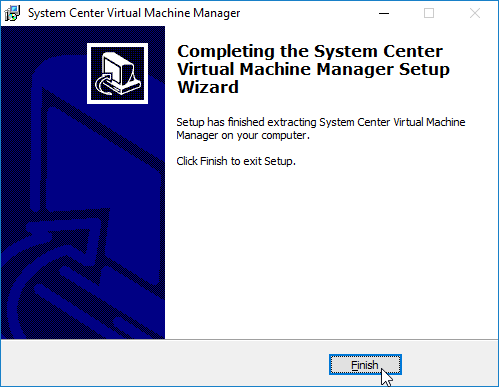 System Center Virtual Machine Manager
Completing the System Center
Virtual Machine Manager Setup
Wizard
Setup has finished extracting System Center Virtual Machine
Manager on your computer.
Click Finish to exit Setup.
Finish